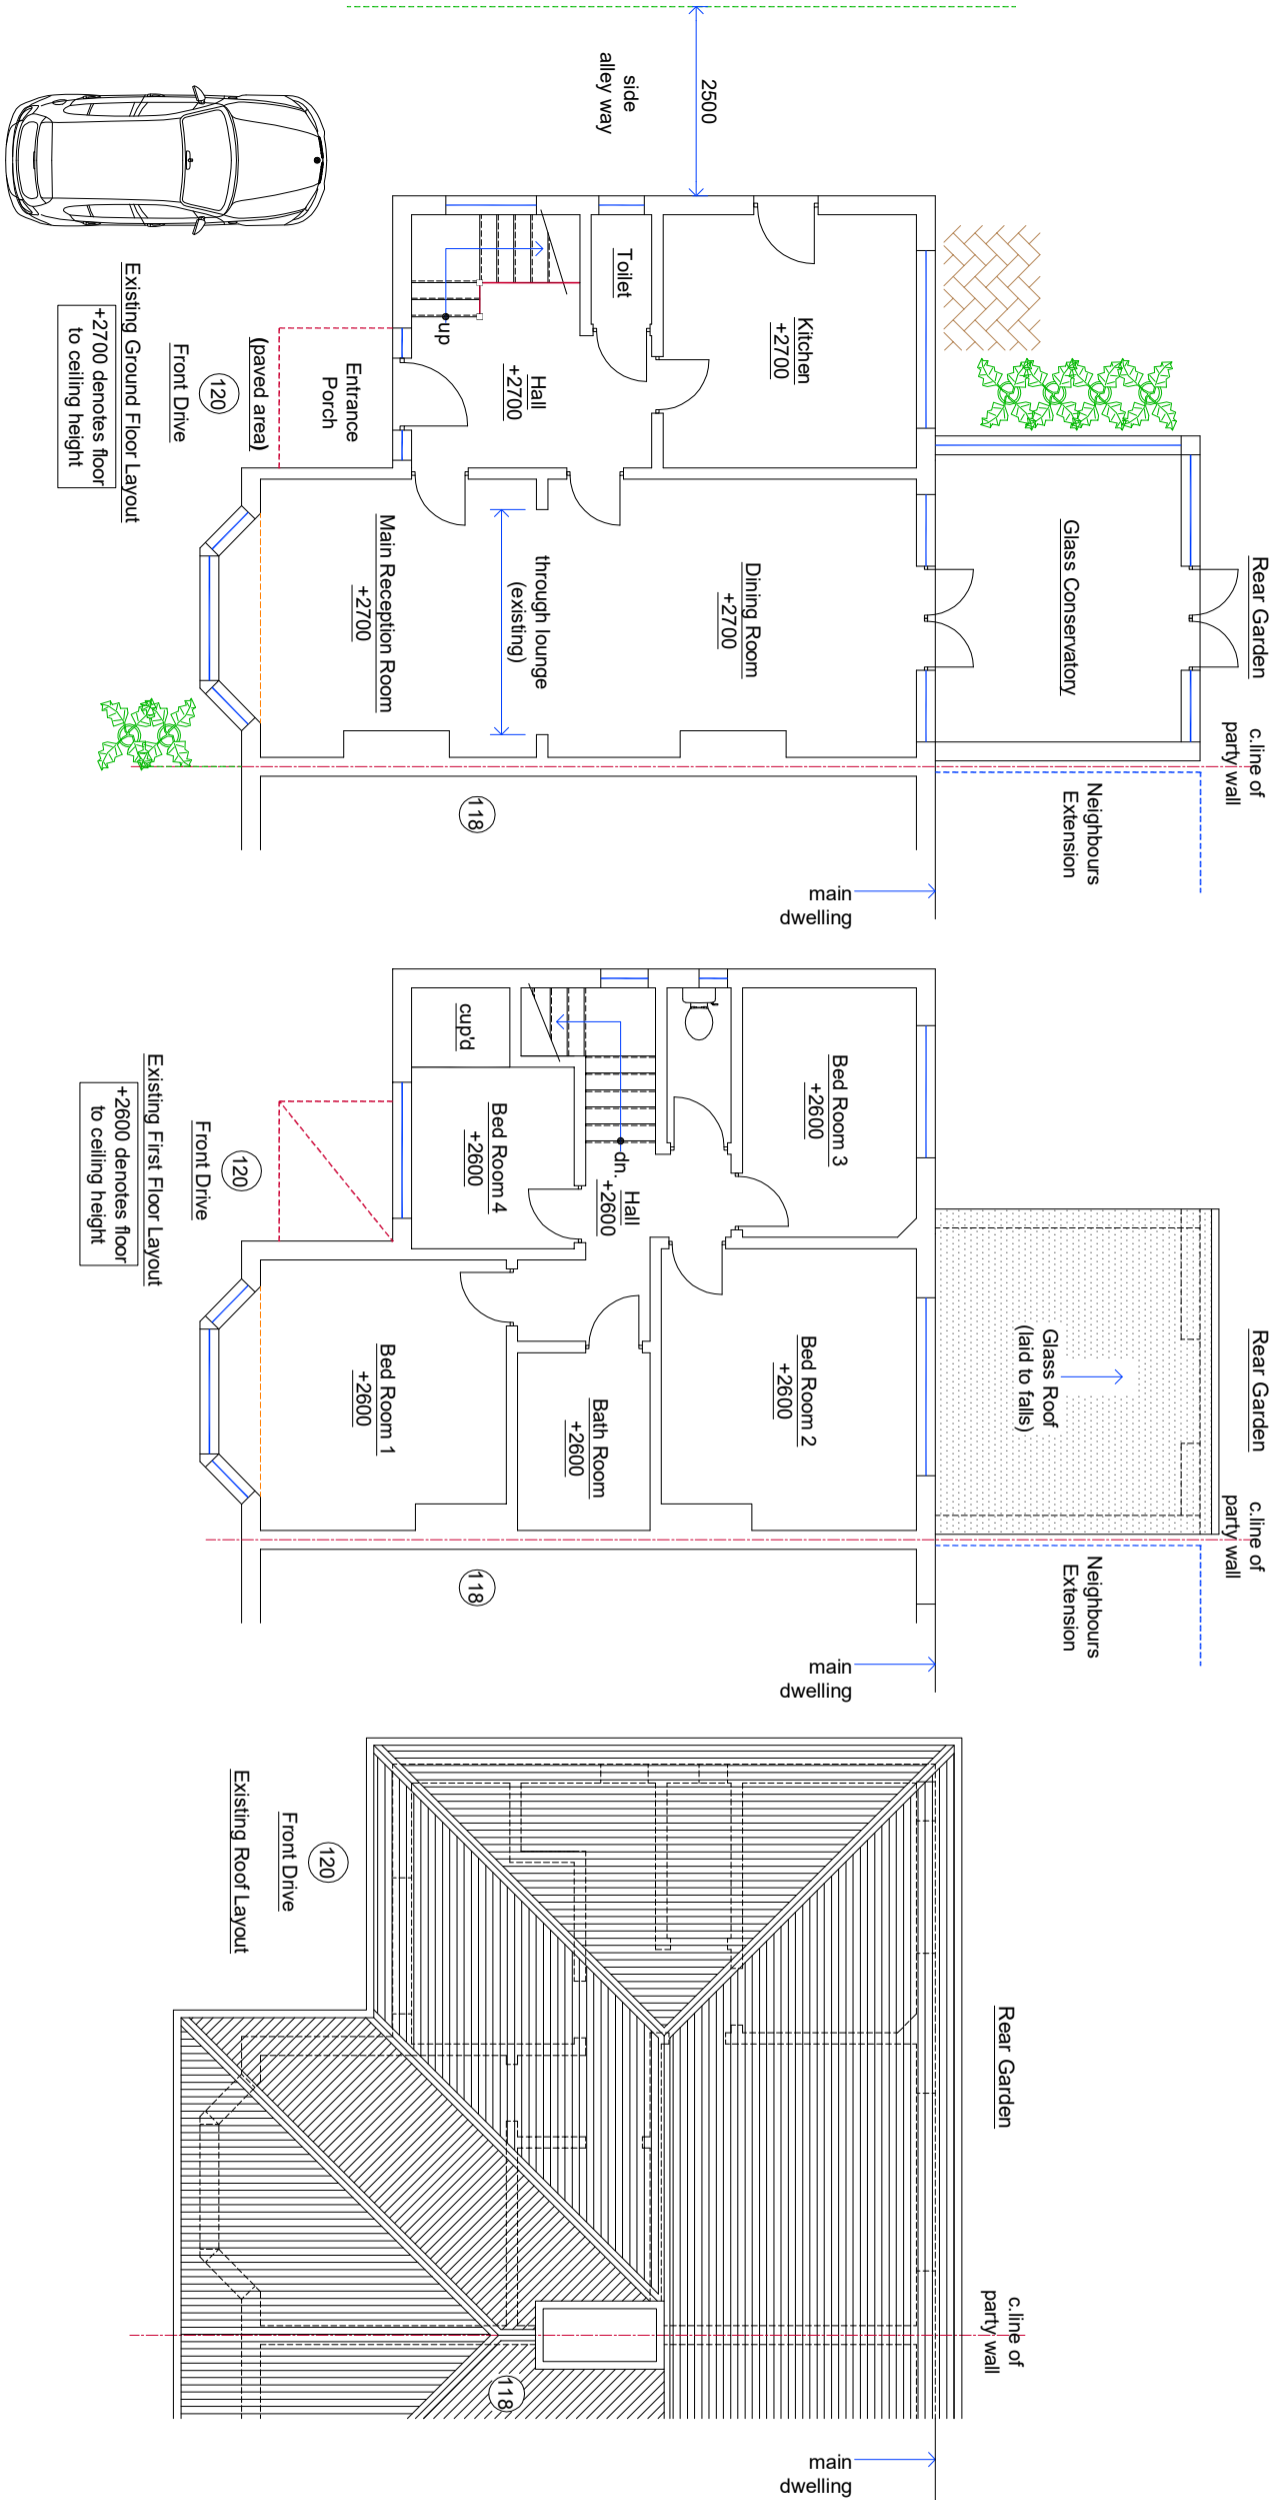 Rear Garden
c.line of
party wall
Neighbours
Extension
Glass Conservatory
main
dwelling
2500
side
alley way
Kitchen
+2700
Dining Room
+2700
Toilet
through lounge
(existing)
Hall
+2700
up
118
Main Reception Room
+2700
Entrance
Porch
(paved area)
120
Front Drive
Existing Ground Floor Layout
+2700 denotes floor
to ceiling height
Rear Garden
c.line of
party wall
Neighbours
Extension
Glass Roof
(laid to falls)
main
dwelling
Bed Room 3
+2600
Bed Room 2
+2600
Hall
+2600
dn.
Bath Room
+2600
cup'd
Bed Room 4
+2600
118
Bed Room 1
+2600
120
Front Drive
Existing First Floor Layout
+2600 denotes floor
to ceiling height
Rear Garden
c.line of
party wall
main
dwelling
118
120
Front Drive
Existing Roof Layout